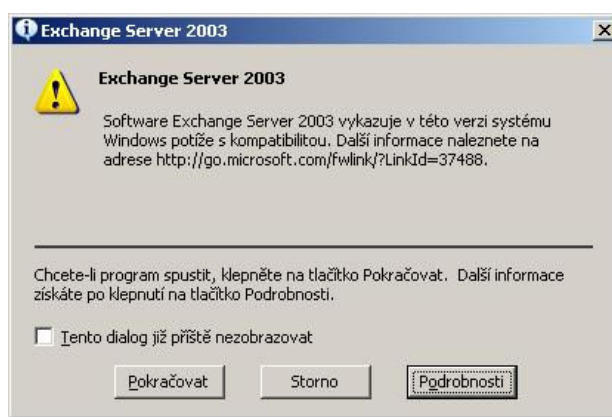 Exchange Server 2003
Exchange Server 2003
Software Exchange Server 2003 vykazuje v této verzi systému
Windows potíže s kompatibilitou. Další informace naleznete na
adrese http://go.microsoft.com/fwlink/?LinkId=37488.
Chcete-li program spustit, klepněte na tlačítko Pokračovat. Další informace
získáte po klepnutí na tlačítko Podrobnosti.
Tento dialog již příště nezobrazovat
Pokračovat Storno Podrobnosti